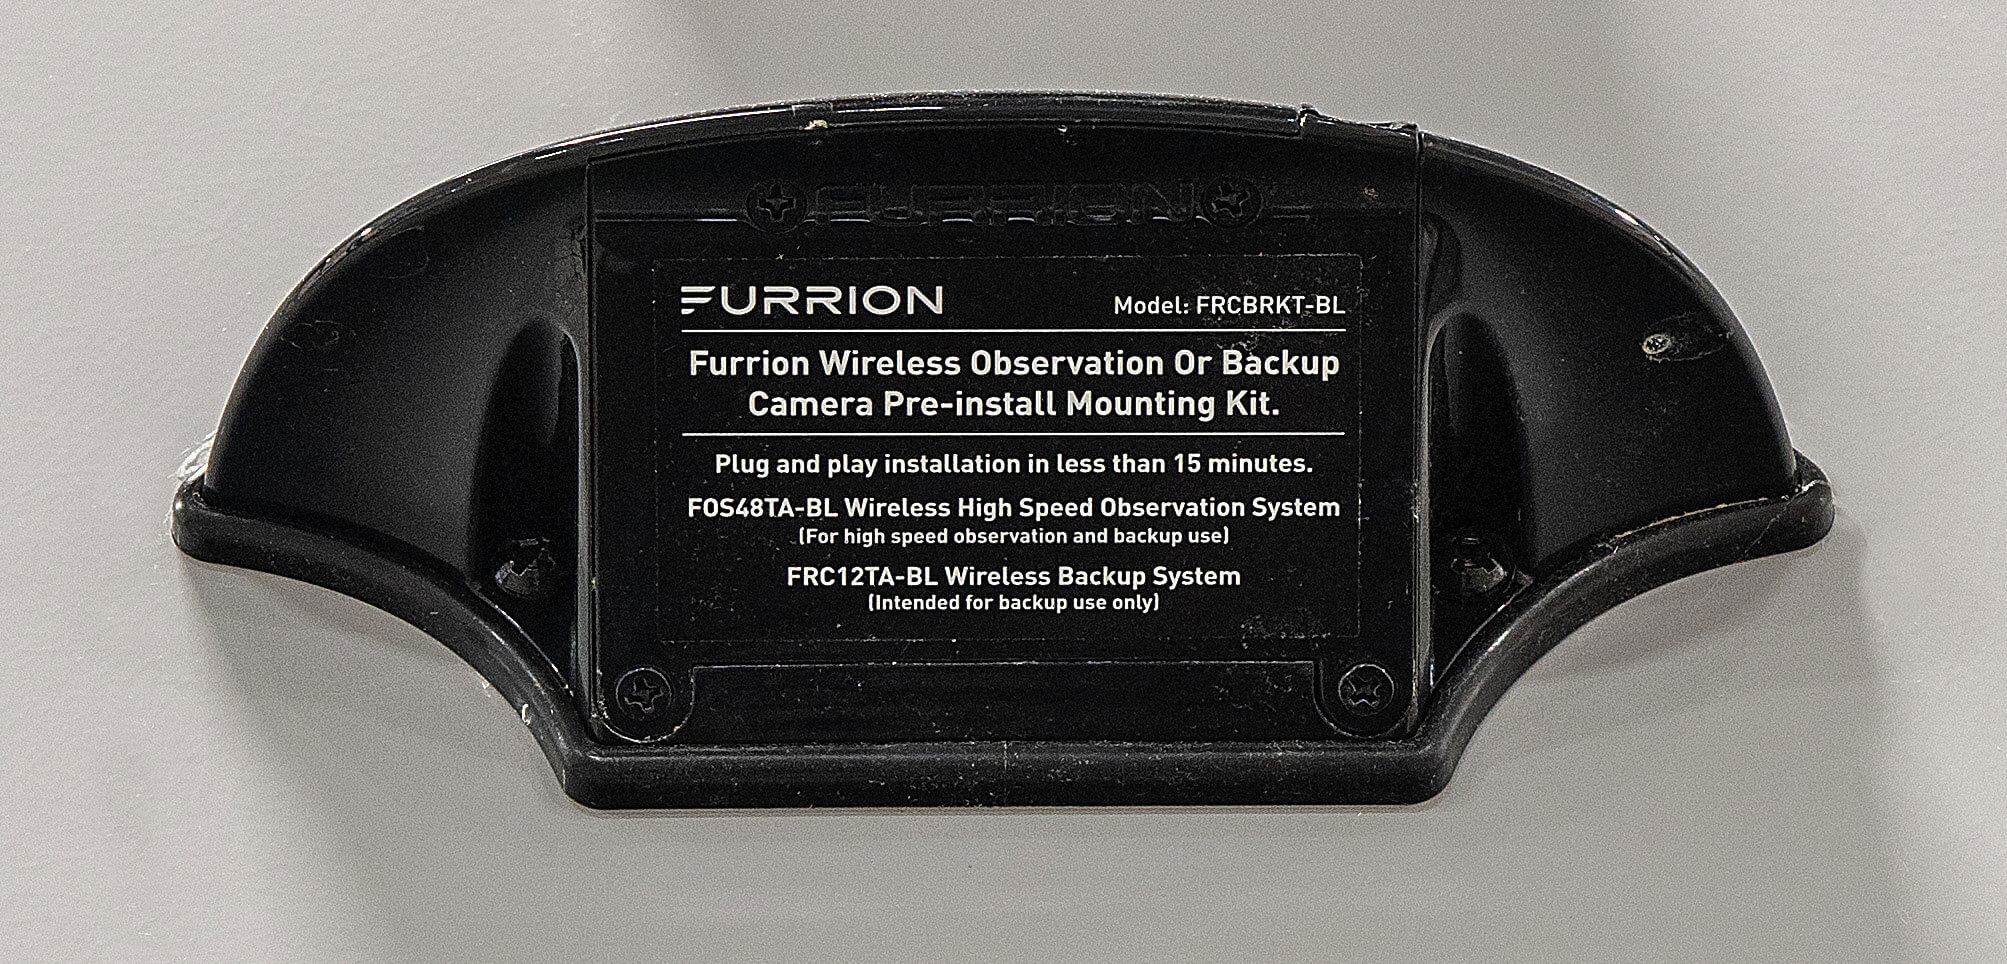 FURRION
FURRION
Model: FRCBRKT-BL
Furrion Wireless Observation Or Backup
Camera Pre-install Mounting Kit.
Plug and play installation in less than 15 minutes.
FOS48TA-BL Wireless High Speed Observation System
(For high speed observation and backup use)
FRC12TA-BL Wireless Backup System
(Intended for backup use only)